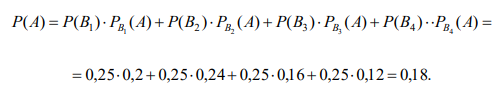 P(A) = P(B₁)·P_{B₁}(A) + P(B₂)·P_{B₂}(A) + P(B₃)·P_{B₃}(A) + P(B₄)··P_{B₄}(A) =
= 0,25·0,2 + 0,25·0,24 + 0,25·0,16 + 0,25·0,12 = 0,18.